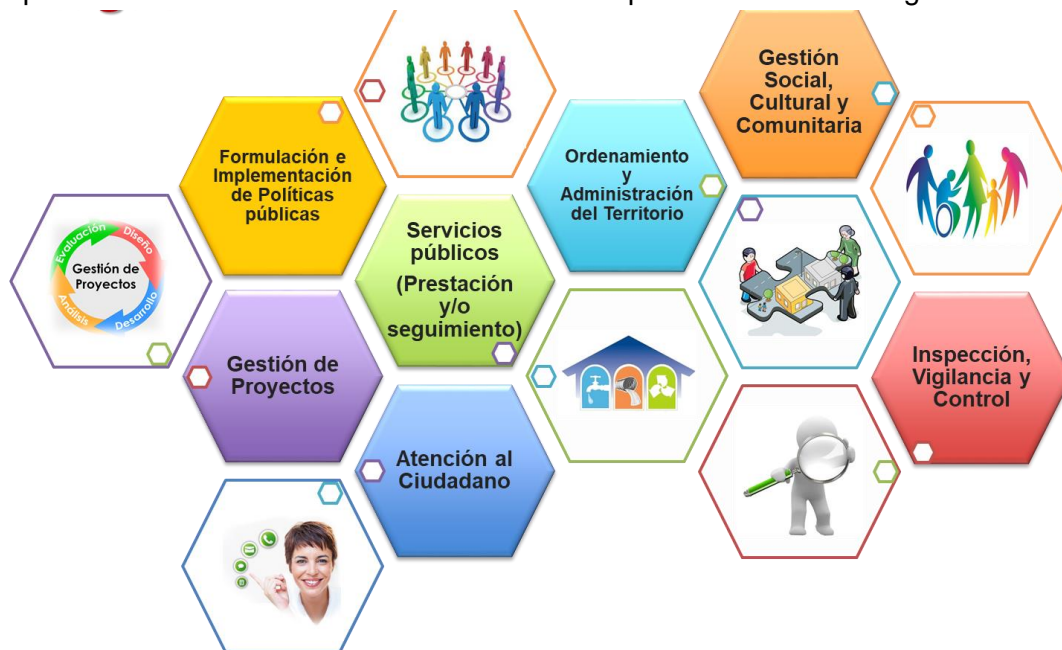 Gestión
Social,
Cultural y
Comunitaria
Formulación e
Implementación
de Políticas
públicas
Ordenamiento
y
Administración
del Territorio
Servicios
públicos
(Prestación
y/o
seguimiento)
Evaluación
Diseño
Gestión de
Proyectos
Análisis
Desarrollo
Gestión de
Proyectos
Inspección,
Vigilancia y
Control
Atención al
Ciudadano